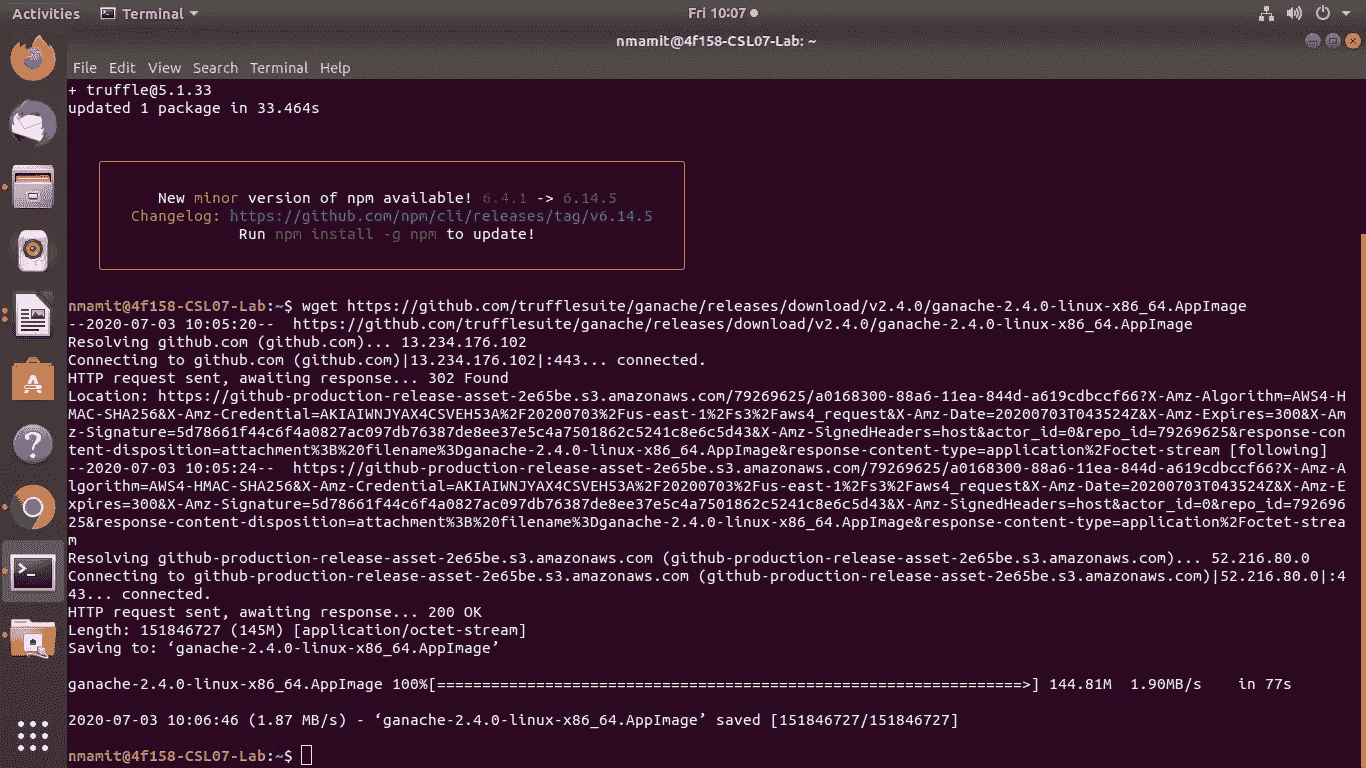 Activities Terminal Fri 10:07
nmamit@4f158-CSL07-Lab: ~
File Edit View Search Terminal Help
+ truffle@5.1.33
updated 1 package in 33.464s
New minor version of npm available! 6.4.1 -> 6.14.5
Changelog: https://github.com/npm/cli/releases/tag/v6.14.5
Run npm install -g npm to update!
nmamit@4f158-CSL07-Lab:~$ wget https://github.com/trufflesuite/ganache/releases/download/v2.4.0/ganache-2.4.0-linux-x86_64.AppImage
--2020-07-03 10:05:20-- https://github.com/trufflesuite/ganache/releases/download/v2.4.0/ganache-2.4.0-linux-x86_64.AppImage
Resolving github.com (github.com)... 13.234.176.102
Connecting to github.com (github.com)|13.234.176.102|:443... connected.
HTTP request sent, awaiting response... 302 Found
Location: https://github-production-release-asset-2e65be.s3.amazonaws.com/79269625/a0168300-88a6-11ea-844d-a619cdbccf66?X-Amz-Algorithm=AWS4-H
MAC-SHA256&X-Amz-Credential=AKIAIWNJYAX4CSVEH53A%2F20200703%2Fus-east-1%2Fs3%2Faws4_request&X-Amz-Date=20200703T043524Z&X-Amz-Expires=300&X-Am
z-Signature=5d78661f44c6f4a0827ac097db76387de8ee37e5c4a7501862c5241c8e6c5d43&X-Amz-SignedHeaders=host&actor_id=0&repo_id=79269625&response-con
tent-disposition=attachment%3B%20filename%3Dganache-2.4.0-linux-x86_64.AppImage&response-content-type=application%2Foctet-stream [following]
--2020-07-03 10:05:24-- https://github-production-release-asset-2e65be.s3.amazonaws.com/79269625/a0168300-88a6-11ea-844d-a619cdbccf66?X-Amz-A
lgorithm=AWS4-HMAC-SHA256&X-Amz-Credential=AKIAIWNJYAX4CSVEH53A%2F20200703%2Fus-east-1%2Fs3%2Faws4_request&X-Amz-Date=20200703T043524Z&X-Amz-E
xpires=300&X-Amz-Signature=5d78661f44c6f4a0827ac097db76387de8ee37e5c4a7501862c5241c8e6c5d43&X-Amz-SignedHeaders=host&actor_id=0&repo_id=792696
25&response-content-disposition=attachment%3B%20filename%3Dganache-2.4.0-linux-x86_64.AppImage&response-content-type=application%2Foctet-strea
m
Resolving github-production-release-asset-2e65be.s3.amazonaws.com (github-production-release-asset-2e65be.s3.amazonaws.com)... 52.216.80.0
Connecting to github-production-release-asset-2e65be.s3.amazonaws.com (github-production-release-asset-2e65be.s3.amazonaws.com)|52.216.80.0|:4
43... connected.
HTTP request sent, awaiting response... 200 OK
Length: 151846727 (145M) [application/octet-stream]
Saving to: ‘ganache-2.4.0-linux-x86_64.AppImage’
ganache-2.4.0-linux-x86_64.AppImage 100%[=================================================================>] 144.81M 1.90MB/s in 77s
2020-07-03 10:06:46 (1.87 MB/s) - ‘ganache-2.4.0-linux-x86_64.AppImage’ saved [151846727/151846727]
nmamit@4f158-CSL07-Lab:~$